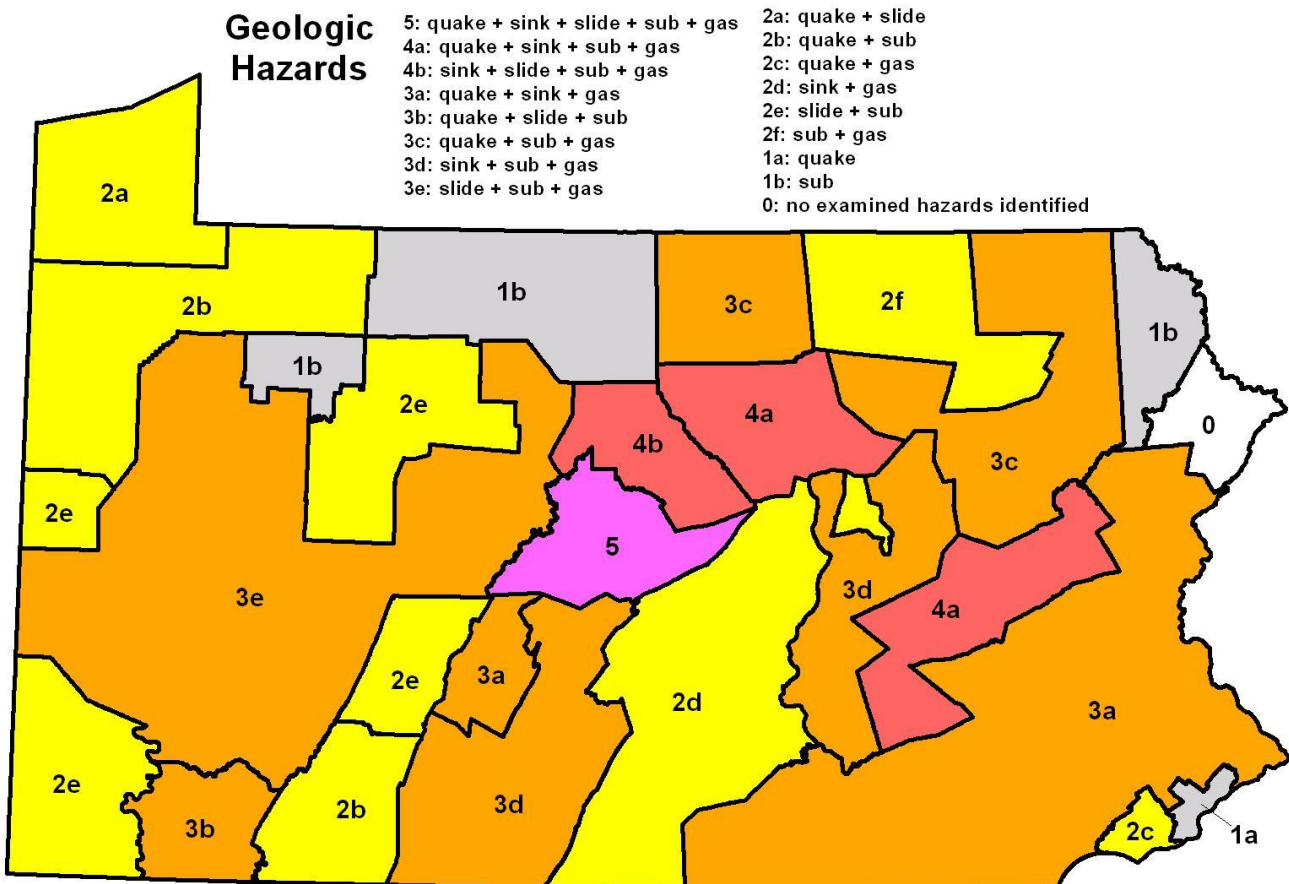 Geologic
Hazards
5: quake + sink + slide + sub + gas
4a: quake + sink + sub + gas
4b: sink + slide + sub + gas
3a: quake + sink + gas
3b: quake + slide + sub
3c: quake + sub + gas
3d: sink + sub + gas
3e: slide + sub + gas
2a: quake + slide
2b: quake + sub
2c: quake + gas
2d: sink + gas
2e: slide + sub
2f: sub + gas
1a: quake
1b: sub
0: no examined hazards identified
2a
2b
1b
3c
2f
1b
1b
2e
4b
4a
3c
0
2e
5
3e
3d
4a
2e
3a
2d
3a
2e
3b
2b
3d
2c
1a